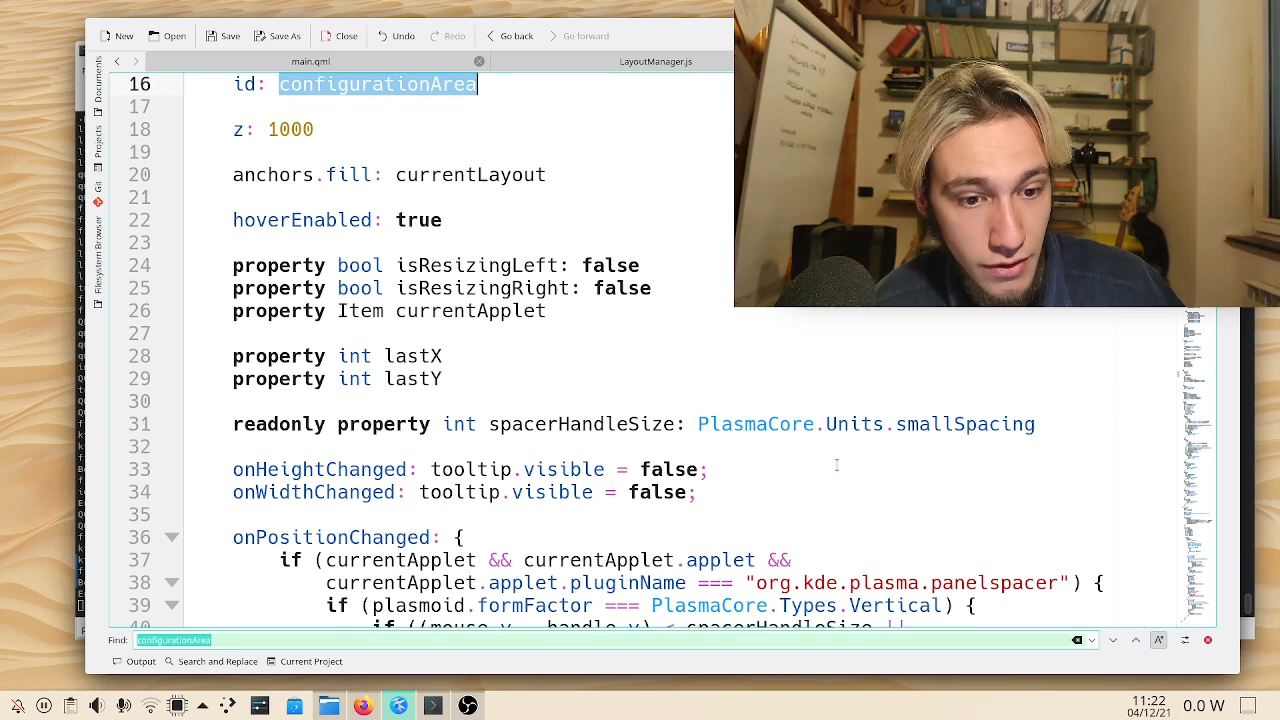 New Open Save Save As Close Undo Redo Go back Go forward
main.qml LayoutManager.js
Documents
Projects
Git
Filesystem Browser
16 id: configurationArea
17
18 z: 1000
19
20 anchors.fill: currentLayout
21
22 hoverEnabled: true
23
24 property bool isResizingLeft: false
25 property bool isResizingRight: false
26 property Item currentApplet
27
28 property int lastX
29 property int lastY
30
31 readonly property int spacerHandleSize: PlasmaCore.Units.smallSpacing
32
33 onHeightChanged: tooltip.visible = false;
34 onWidthChanged: tooltip.visible = false;
35
36 onPositionChanged: {
37 if (currentApplet && currentApplet.applet &&
38 currentApplet.applet.pluginName === "org.kde.plasma.panelspacer") {
39 if (plasmoid.formFactor === PlasmaCore.Types.Vertical) {
Find: configurationArea
Output Search and Replace Current Project
11:22
04/12/21
0.0 W